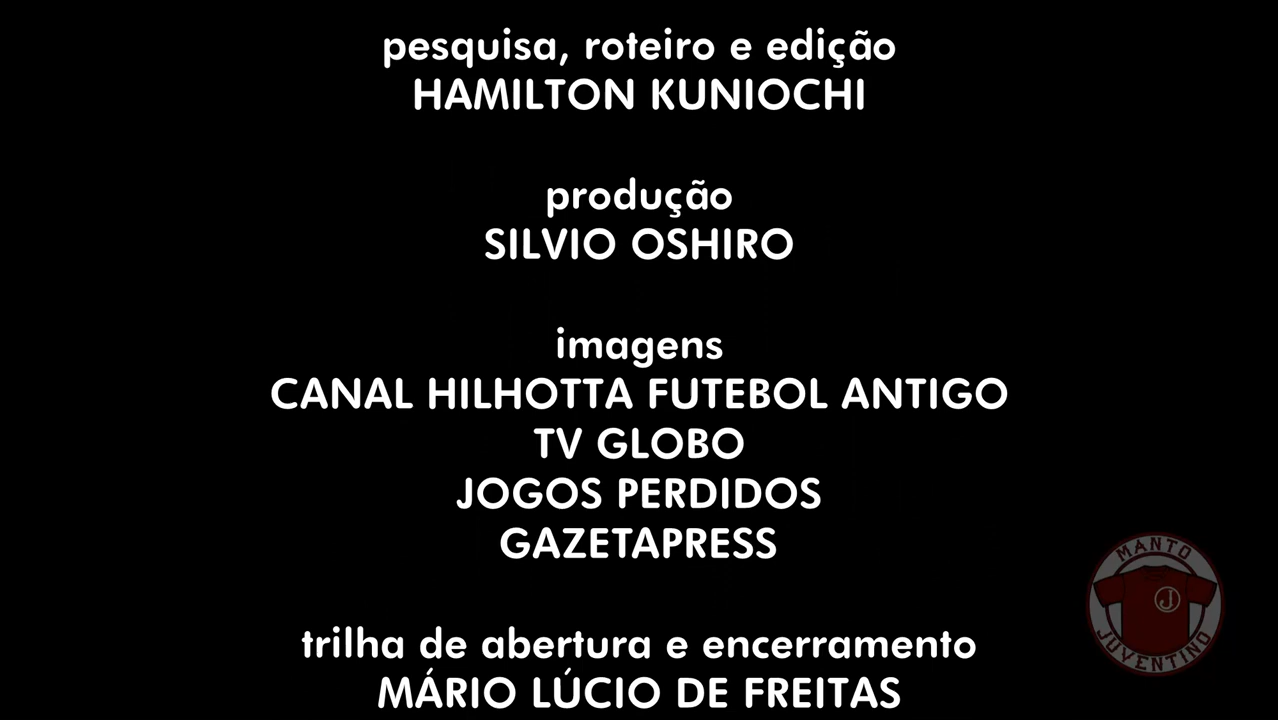 pesquisa, roteiro e edição
HAMILTON KUNIOCHI
produção
SILVIO OSHIRO
imagens
CANAL HILHOTTA FUTEBOL ANTIGO
TV GLOBO
JOGOS PERDIDOS
GAZETAPRESS
trilha de abertura e encerramento
MÁRIO LÚCIO DE FREITAS
MANTO
J
JUVENTINO